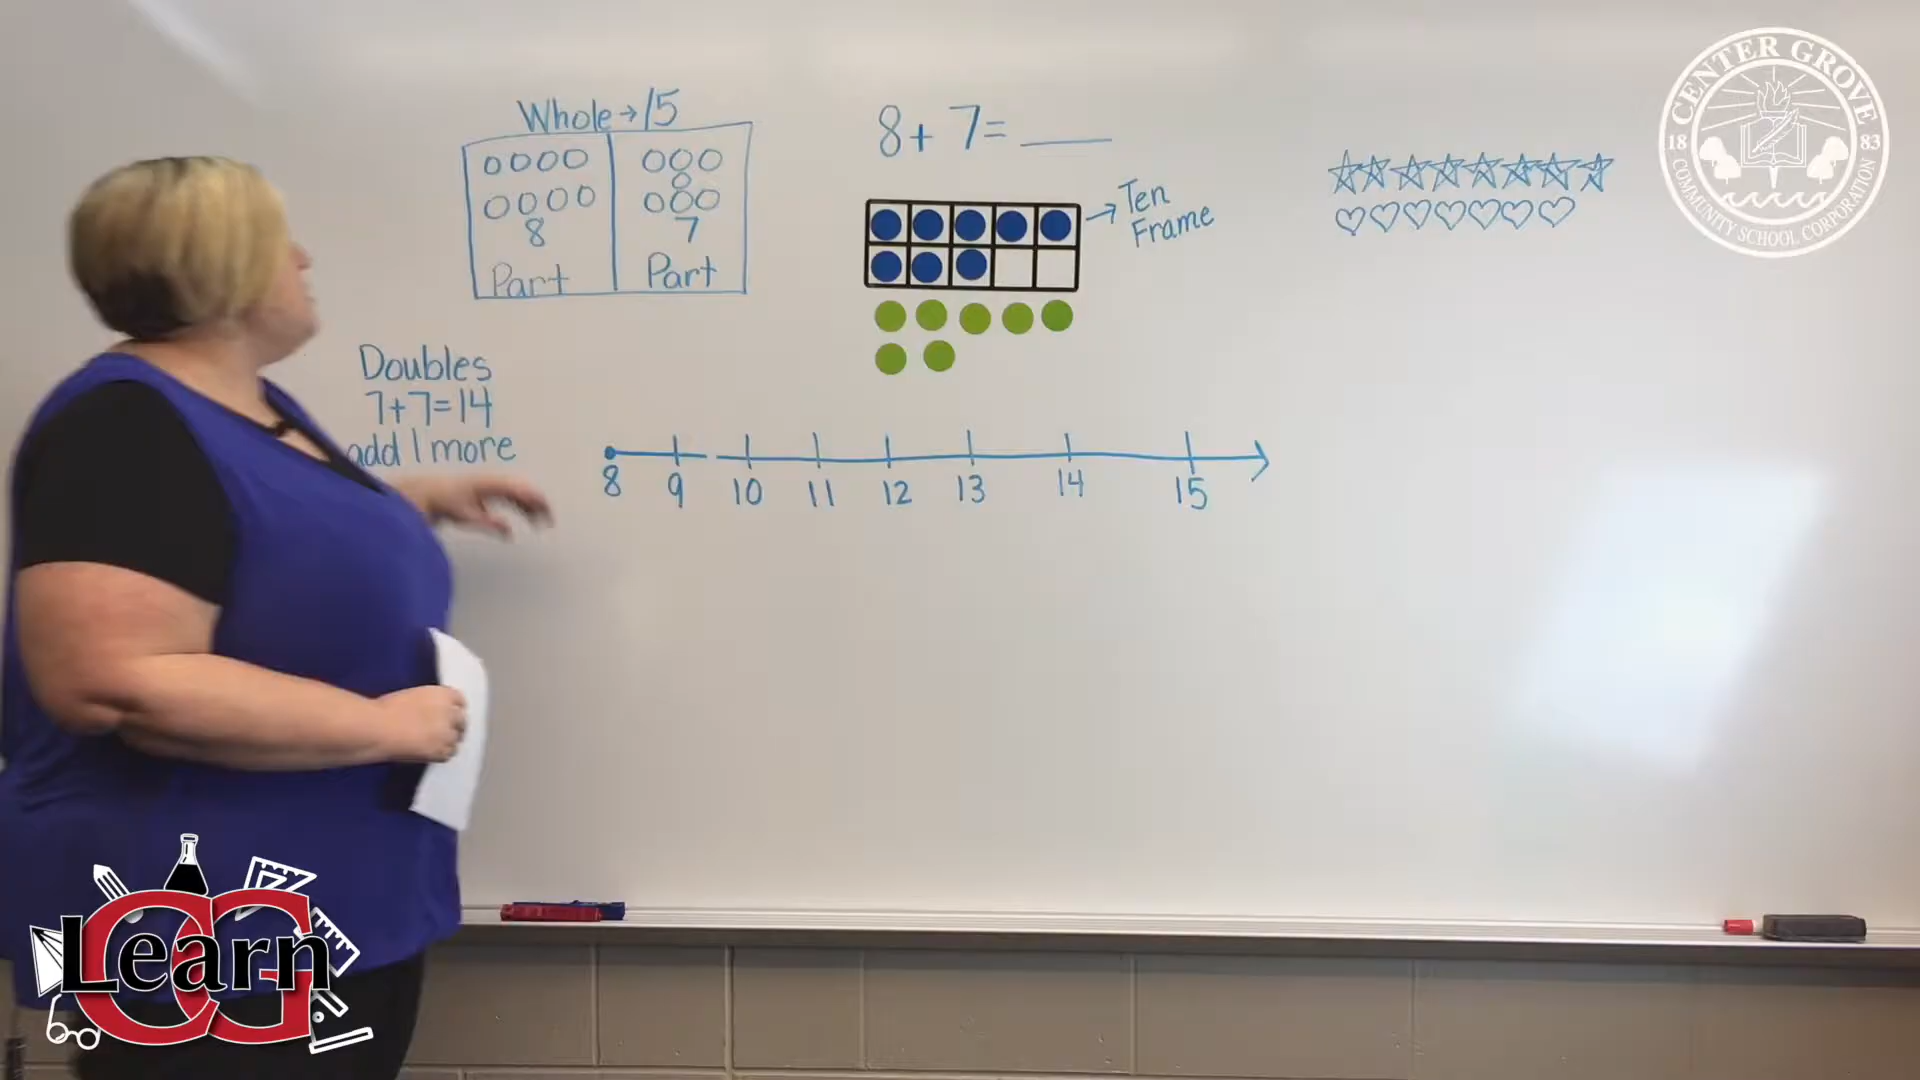 Whole→15
8
7
Part
Part
8+7=____
→Ten
Frame
Doubles
7+7=14
add 1 more
8 9 10 11 12 13 14 15
CENTER GROVE
18 83
COMMUNITY SCHOOL CORPORATION
CG
Learn